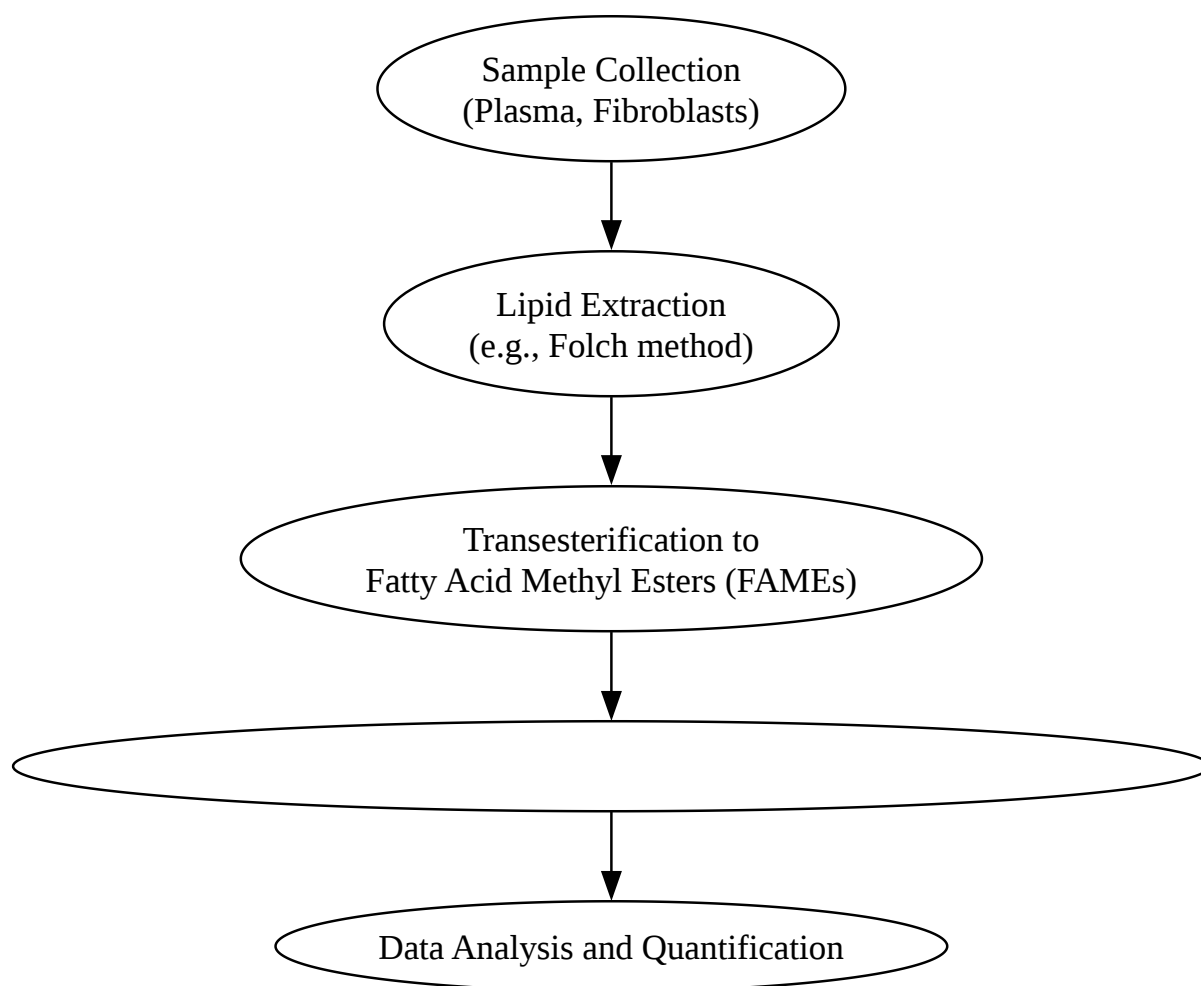 Sample Collection
(Plasma, Fibroblasts)
Lipid Extraction
(e.g., Folch method)
Transesterification to
Fatty Acid Methyl Esters (FAMEs)
Data Analysis and Quantification